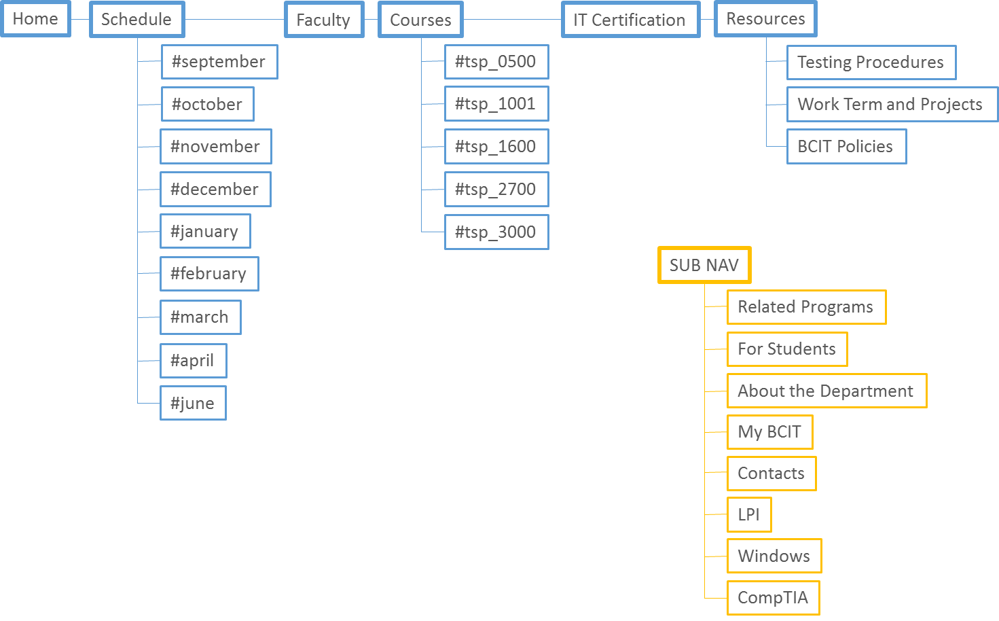 Home
Schedule
Faculty
Courses
IT Certification
Resources
#september
#october
#november
#december
#january
#february
#march
#april
#june
#tsp_0500
#tsp_1001
#tsp_1600
#tsp_2700
#tsp_3000
Testing Procedures
Work Term and Projects
BCIT Policies
SUB NAV
Related Programs
For Students
About the Department
My BCIT
Contacts
LPI
Windows
CompTIA